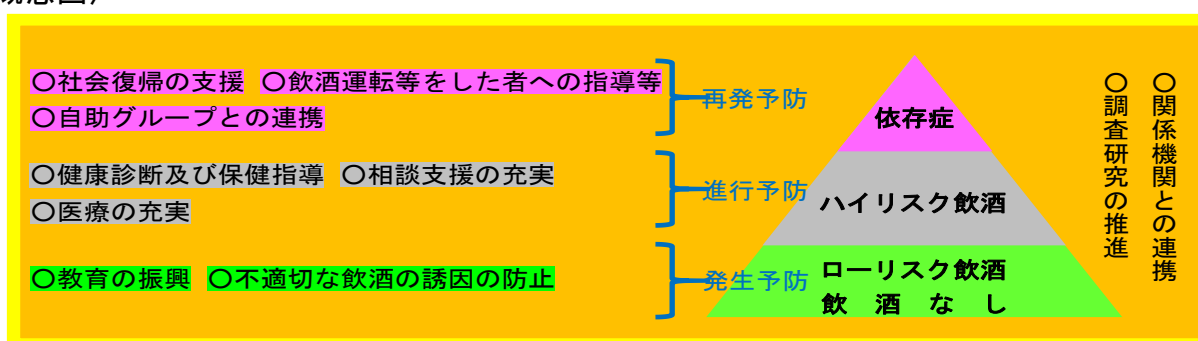 概念図)
〇社会復帰の支援 〇飲酒運転等をした者への指導等
〇自助グループとの連携
再発予防
依存症
〇健康診断及び保健指導 〇相談支援の充実
〇医療の充実
進行予防
ハイリスク飲酒
〇教育の振興 〇不適切な飲酒の誘因の防止
発生予防
ローリスク飲酒
飲酒なし
〇関係機関との連携
〇調査研究の推進